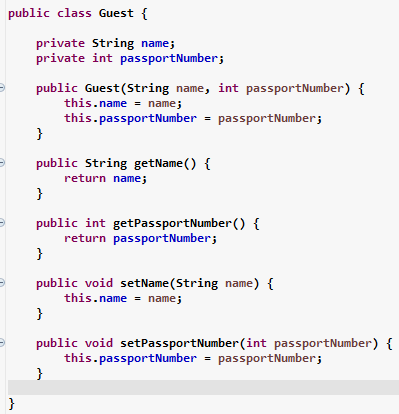 public class Guest {
private String name;
private int passportNumber;
public Guest(String name, int passportNumber) {
this.name = name;
this.passportNumber = passportNumber;
}
public String getName() {
return name;
}
public int getPassportNumber() {
return passportNumber;
}
public void setName(String name) {
this.name = name;
}
public void setPassportNumber(int passportNumber) {
this.passportNumber = passportNumber;
}
}